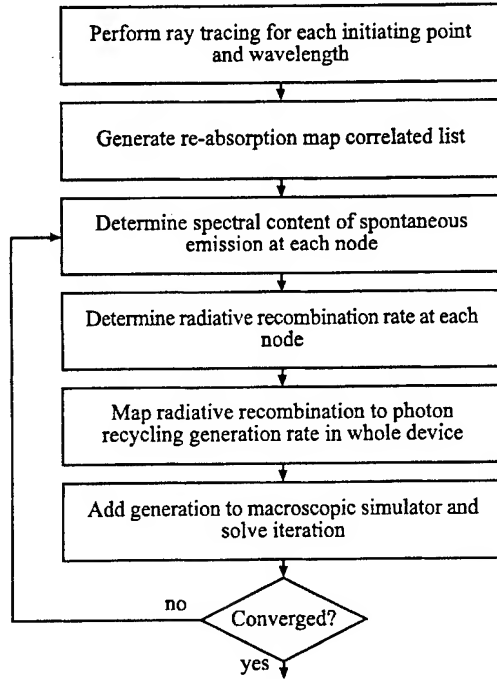 Perform ray tracing for each initiating point
and wavelength
Generate re-absorption map correlated list
Determine spectral content of spontaneous
emission at each node
Determine radiative recombination rate at each
node
Map radiative recombination to photon
recycling generation rate in whole device
Add generation to macroscopic simulator and
solve iteration
no
Converged?
yes